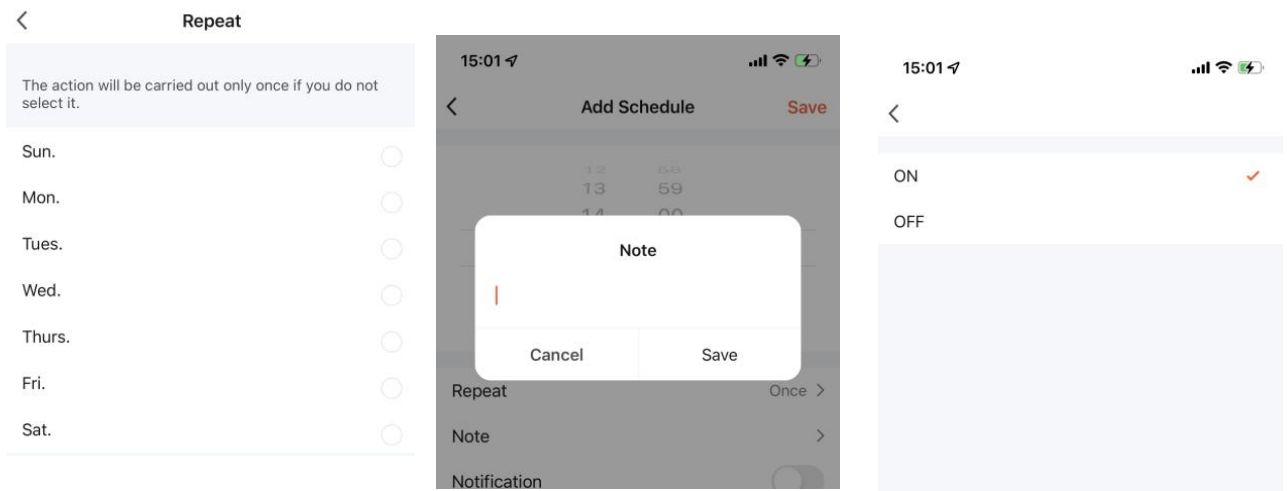 Repeat
The action will be carried out only once if you do not
select it.
Sun.
Mon.
Tues.
Wed.
Thurs.
Fri.
Sat.
15:01
Add Schedule
Save
12 58
13 59
14 00
Note
Cancel Save
Repeat Once
Note
Notification
15:01
ON
OFF